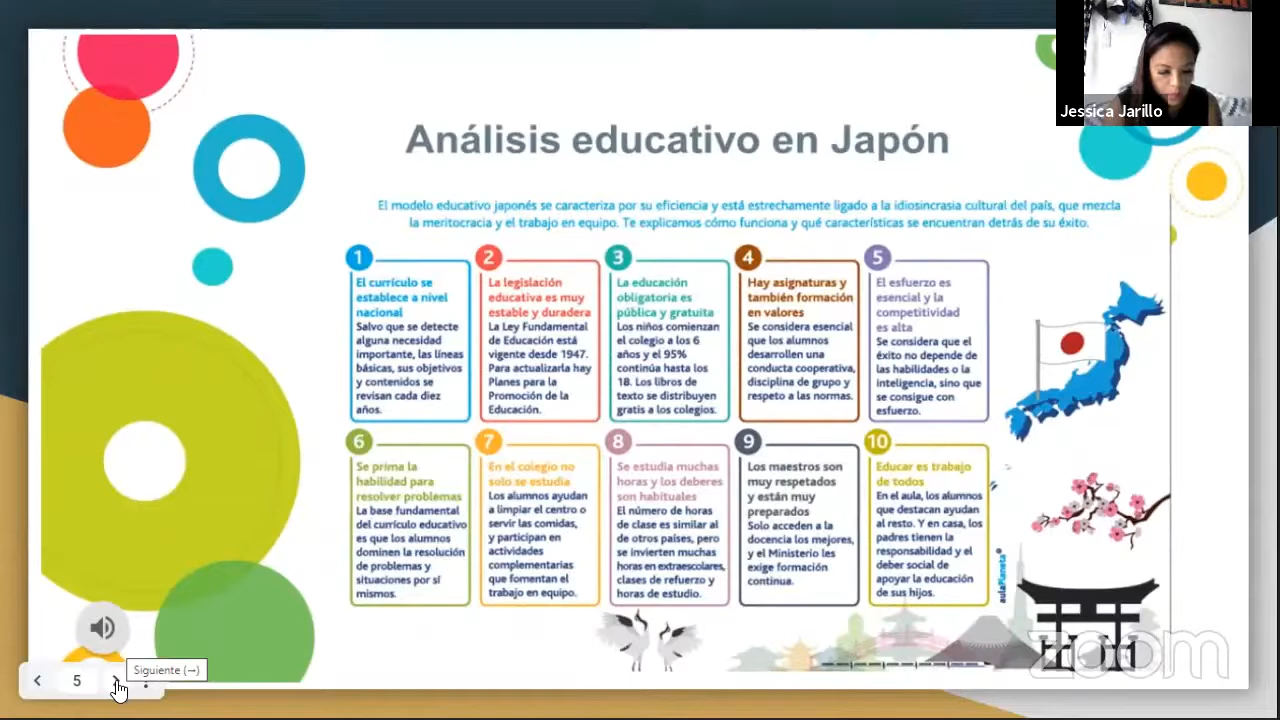 Jessica Jarillo
Análisis educativo en Japón
El modelo educativo japonés se caracteriza por su eficiencia y está estrechamente ligado a la idiosincrasia cultural del país, que mezcla
la meritocracia y el trabajo en equipo. Te explicamos cómo funciona y qué características se encuentran detrás de su éxito.
1
El currículo se
establece a nivel
nacional
Salvo que se detecte
alguna necesidad
importante, las líneas
básicas, sus objetivos
y contenidos se
revisan cada diez
años.
2
La legislación
educativa es muy
estable y duradera
La Ley Fundamental
de Educación está
vigente desde 1947.
Para actualizarla hay
Planes para la
Promoción de la
Educación.
3
La educación
obligatoria es
pública y gratuita
Los niños comienzan
el colegio a los 6
años y el 95%
continúa hasta los
18. Los libros de
texto se distribuyen
gratis a los colegios.
4
Hay asignaturas y
también formación
en valores
Se considera esencial
que los alumnos
desarrollen una
conducta cooperativa,
disciplina de grupo y
respeto a las normas.
5
El esfuerzo es
esencial y la
competitividad
es alta
Se considera que el
éxito no depende de
las habilidades o la
inteligencia, sino que
se consigue con
esfuerzo.
6
Se prima la
habilidad para
resolver problemas
La base fundamental
del currículo educativo
es que los alumnos
dominen la resolución
de problemas y
situaciones por sí
mismos.
7
En el colegio no
solo se estudia
Los alumnos ayudan
a limpiar el centro o
servir las comidas,
y participan en
actividades
complementarias
que fomentan el
trabajo en equipo.
8
Se estudia muchas
horas y los deberes
son habituales
El número de horas
de clase es similar al
de otros países, pero
se invierten muchas
horas en extraescolares,
clases de refuerzo y
horas de estudio.
9
Los maestros son
muy respetados
y están muy
preparados
Solo acceden a la
docencia los mejores,
y el Ministerio les
exige formación
continua.
10
Educar es trabajo
de todos
En el aula, los alumnos
que destacan ayudan
al resto. Y en casa, los
padres tienen la
responsabilidad y el
deber social de
apoyar la educación
de sus hijos.
aulaPlaneta
zoom
Siguiente (→)
5